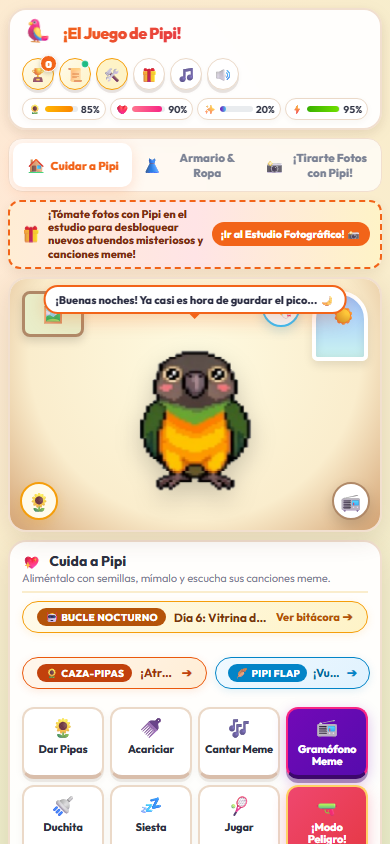 ¡El Juego de Pipi!
0
85%
90%
20%
95%
Cuidar a Pipi
Armario &
Ropa
¡Tirarte Fotos
con Pipi!
¡Tómate fotos con Pipi en el
estudio para desbloquear
nuevos atuendos misteriosos y
canciones meme!
¡Ir al Estudio Fotográfico!
¡Buenas noches! Ya casi es hora de guardar el pico...
Cuida a Pipi
Aliméntalo con semillas, mímalo y escucha sus canciones meme.
BUCLE NOCTURNO Día 6: Vitrina d... Ver bitácora →
CAZA-PIPAS ¡Atr... →
PIPI FLAP ¡Vu... →
Dar Pipas
Acariciar
Cantar Meme
Gramófono
Meme
Duchita
Siesta
Jugar
¡Modo
Peligro!